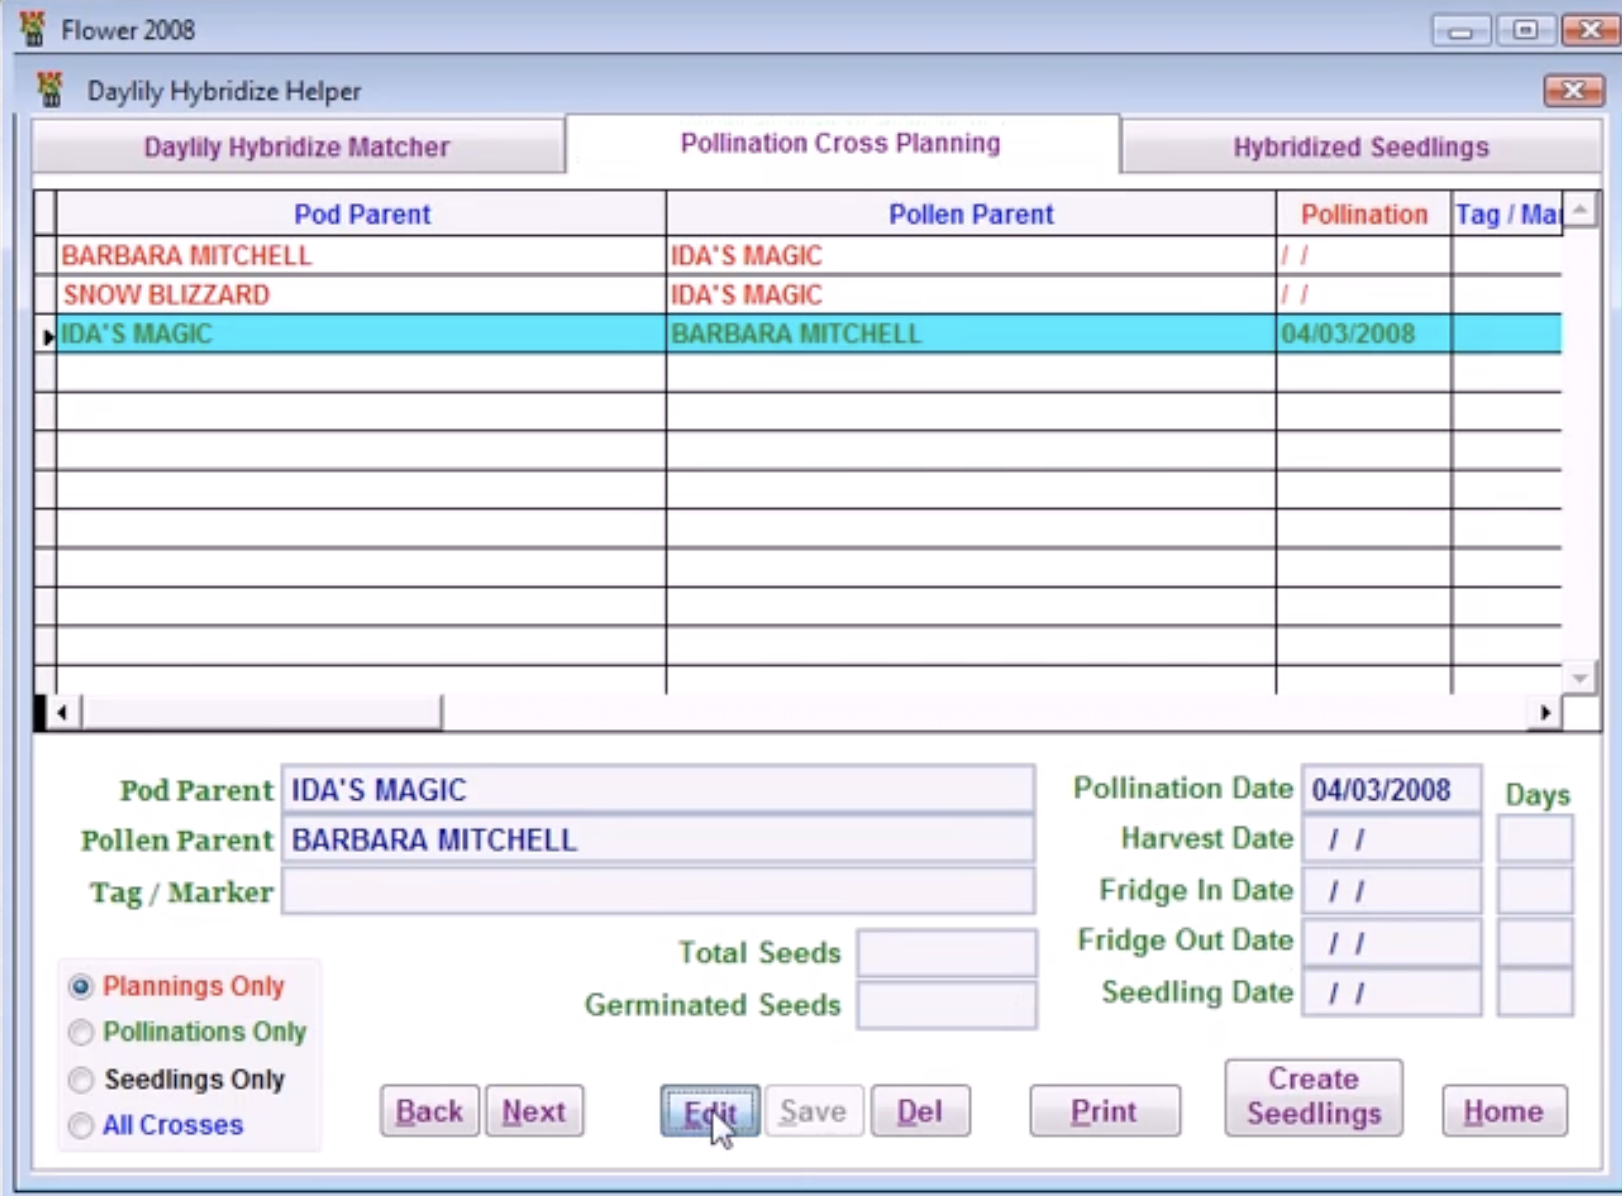 Flower 2008
Daylily Hybridize Helper
Daylily Hybridize Matcher Pollination Cross Planning Hybridized Seedlings
Pod Parent Pollen Parent Pollination Tag / Mar
BARBARA MITCHELL IDA'S MAGIC / /
SNOW BLIZZARD IDA'S MAGIC / /
IDA'S MAGIC BARBARA MITCHELL 04/03/2008
Pod Parent IDA'S MAGIC
Pollen Parent BARBARA MITCHELL
Tag / Marker
Pollination Date 04/03/2008 Days
Harvest Date / /
Fridge In Date / /
Fridge Out Date / /
Seedling Date / /
Total Seeds
Germinated Seeds
Plannings Only
Pollinations Only
Seedlings Only
All Crosses
Back Next Edit Save Del Print
Create
Seedlings
Home